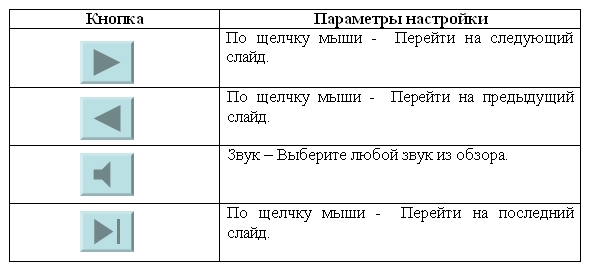 Кнопка Параметры настройки
По щелчку мыши - Перейти на следующий
слайд.
По щелчку мыши - Перейти на предыдущий
слайд.
Звук – Выберите любой звук из обзора.
По щелчку мыши - Перейти на последний
слайд.